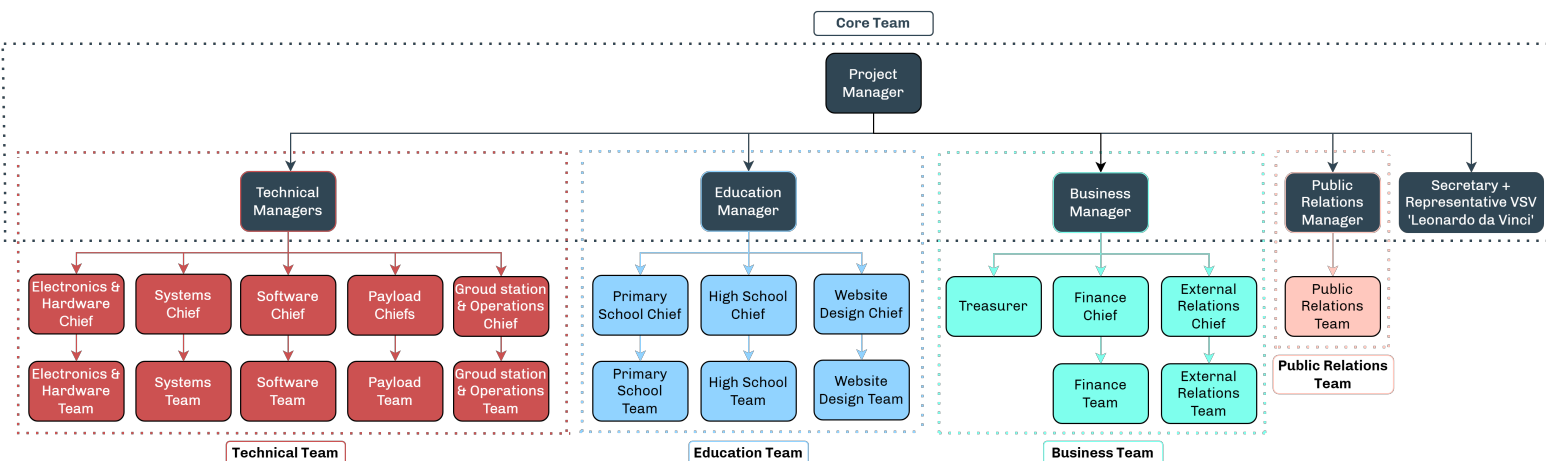 Core Team
Project
Manager
Technical
Managers
Education
Manager
Business
Manager
Public
Relations
Manager
Secretary +
Representative VSV
'Leonardo da Vinci'
Electronics &
Hardware
Chief
Systems
Chief
Software
Chief
Payload
Chiefs
Groud station
& Operations
Chief
Primary
School Chief
High School
Chief
Website
Design Chief
Treasurer
Finance
Chief
External
Relations
Chief
Public
Relations
Team
Electronics &
Hardware
Team
Systems
Team
Software
Team
Payload
Team
Groud station
& Operations
Team
Primary
School
Team
High School
Team
Website
Design Team
Finance
Team
External
Relations
Team
Public Relations
Team
Technical Team
Education Team
Business Team